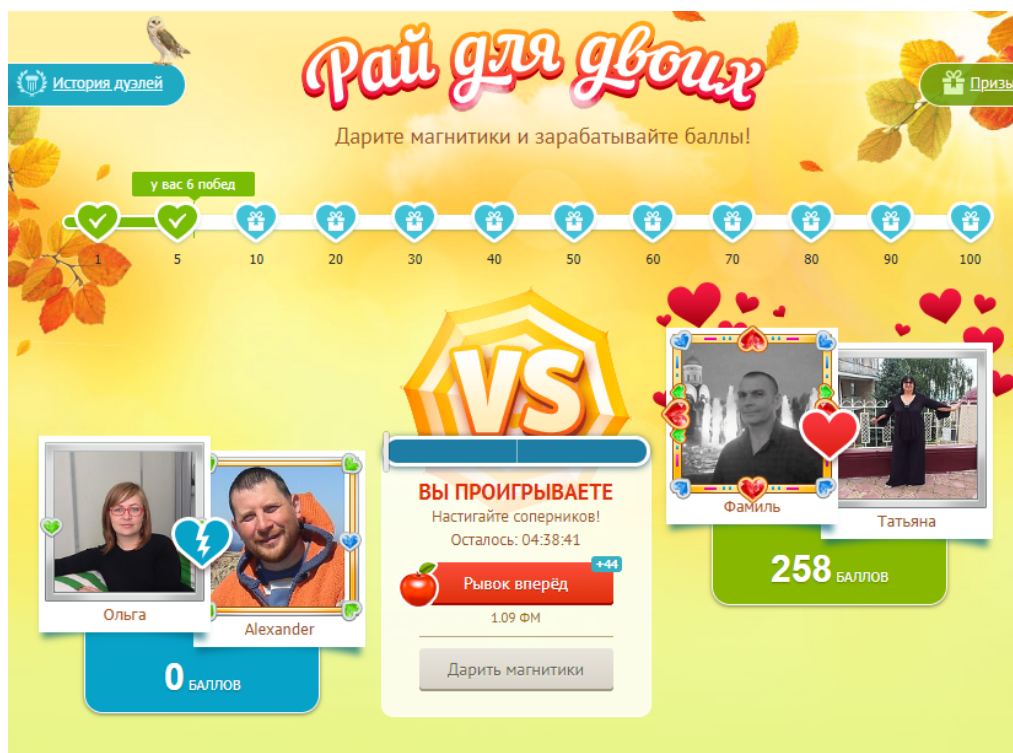 Рай для двоих
История дуэлей
Призы
Дарите магнитики и зарабатывайте баллы!
у вас 6 побед
1 5 10 20 30 40 50 60 70 80 90 100
VS
ВЫ ПРОИГРЫВАЕТЕ
Настигайте соперников!
Осталось: 04:38:41
+44
Рывок вперёд
1.09 ФМ
Дарить магнитики
Ольга
Alexander
0 БАЛЛОВ
Фамиль
Татьяна
258 БАЛЛОВ